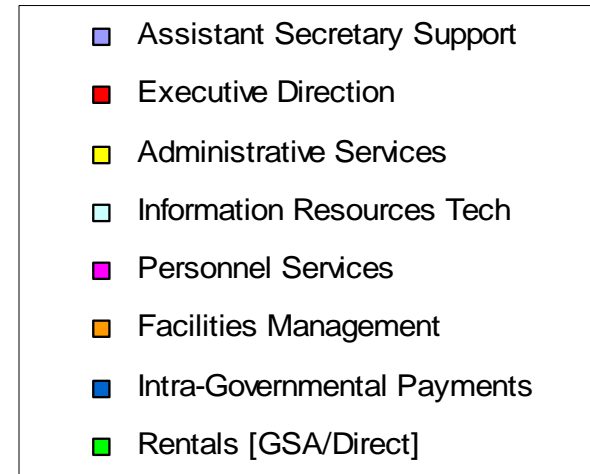 Assistant Secretary Support
Executive Direction
Administrative Services
Information Resources Tech
Personnel Services
Facilities Management
Intra-Governmental Payments
Rentals [GSA/Direct]